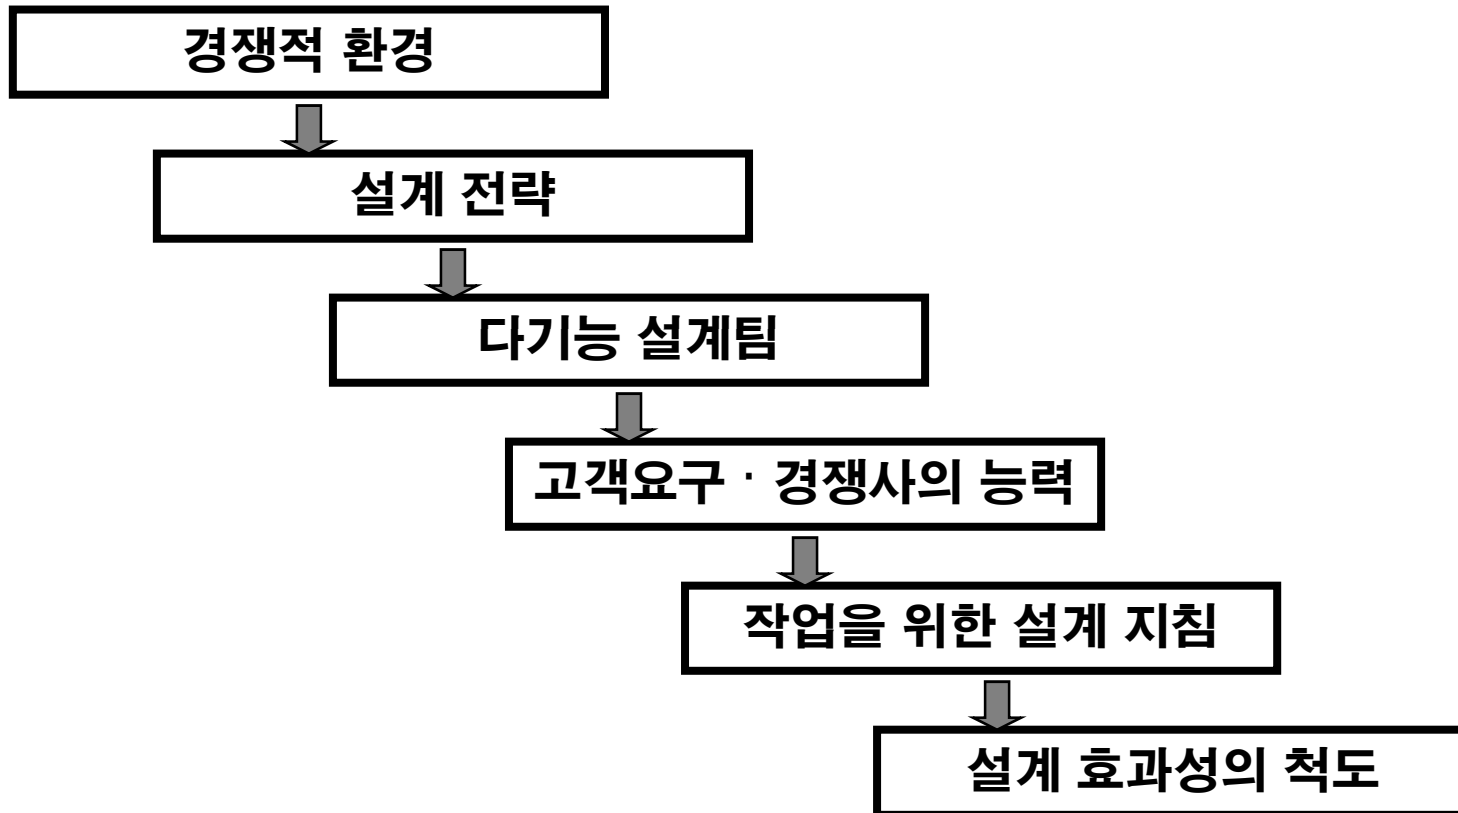 경쟁적 환경
설계 전략
다기능 설계팀
고객요구 · 경쟁사의 능력
작업을 위한 설계 지침
설계 효과성의 척도